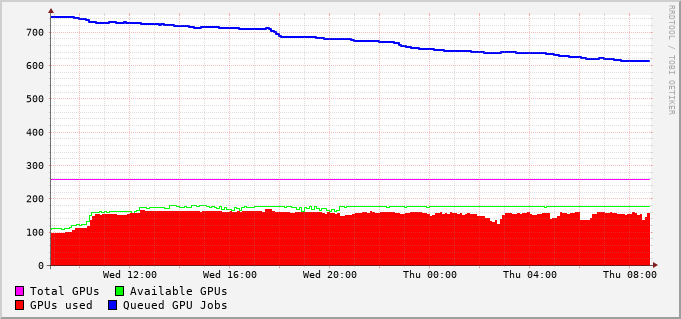 RRDTOOL / TOBI OETIKER
700
600
500
400
300
200
100
0
Wed 12:00 Wed 16:00 Wed 20:00 Thu 00:00 Thu 04:00 Thu 08:00
Total GPUs Available GPUs
GPUs used Queued GPU Jobs